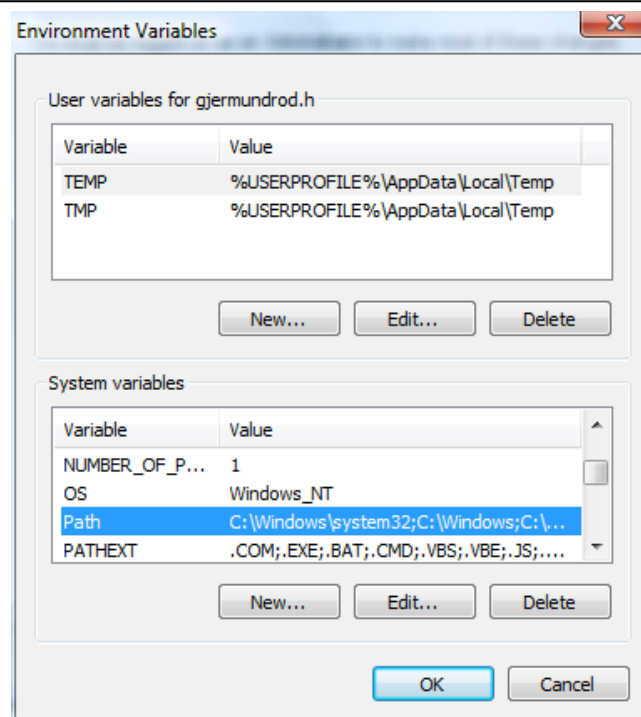 Environment Variables
User variables for gjermundrod.h
Variable Value
TEMP %USERPROFILE%\AppData\Local\Temp
TMP %USERPROFILE%\AppData\Local\Temp
New... Edit... Delete
System variables
Variable Value
NUMBER_OF_P... 1
OS Windows_NT
Path C:\Windows\system32;C:\Windows;C:\...
PATHEXT .COM;.EXE;.BAT;.CMD;.VBS;.VBE;.JS;....
New... Edit... Delete
OK Cancel